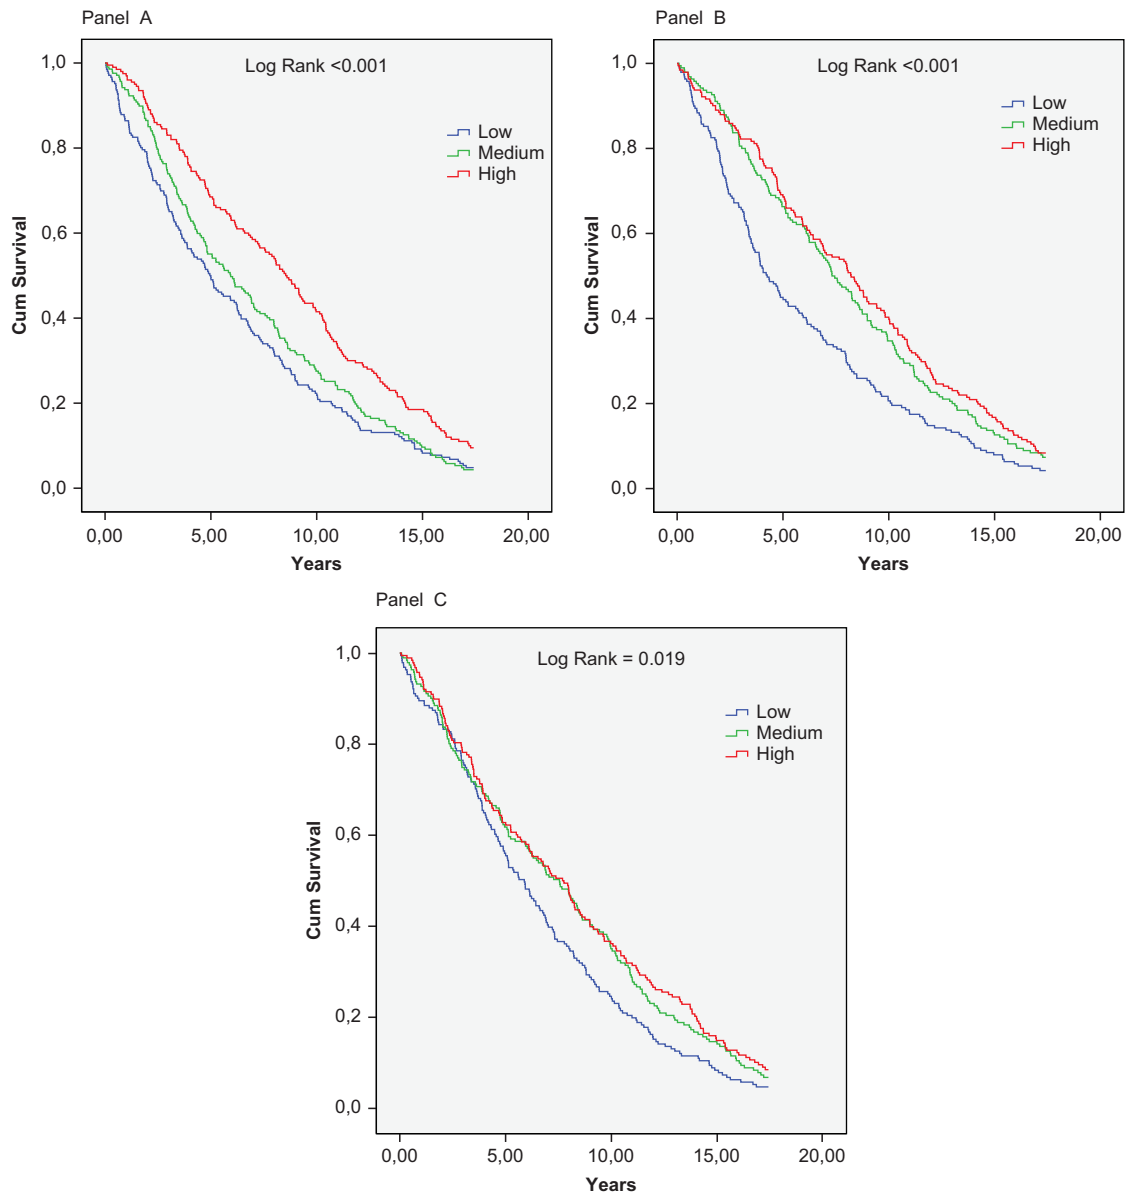 Panel A
Log Rank <0.001
Low
Medium
High
1,0
0,8
0,6
0,4
0,2
0,0
Cum Survival
0,00 5,00 10,00 15,00 20,00
Years
Panel B
Log Rank <0.001
Low
Medium
High
1,0
0,8
0,6
0,4
0,2
0,0
Cum Survival
0,00 5,00 10,00 15,00 20,00
Years
Panel C
Log Rank = 0.019
Low
Medium
High
1,0
0,8
0,6
0,4
0,2
0,0
Cum Survival
0,00 5,00 10,00 15,00 20,00
Years